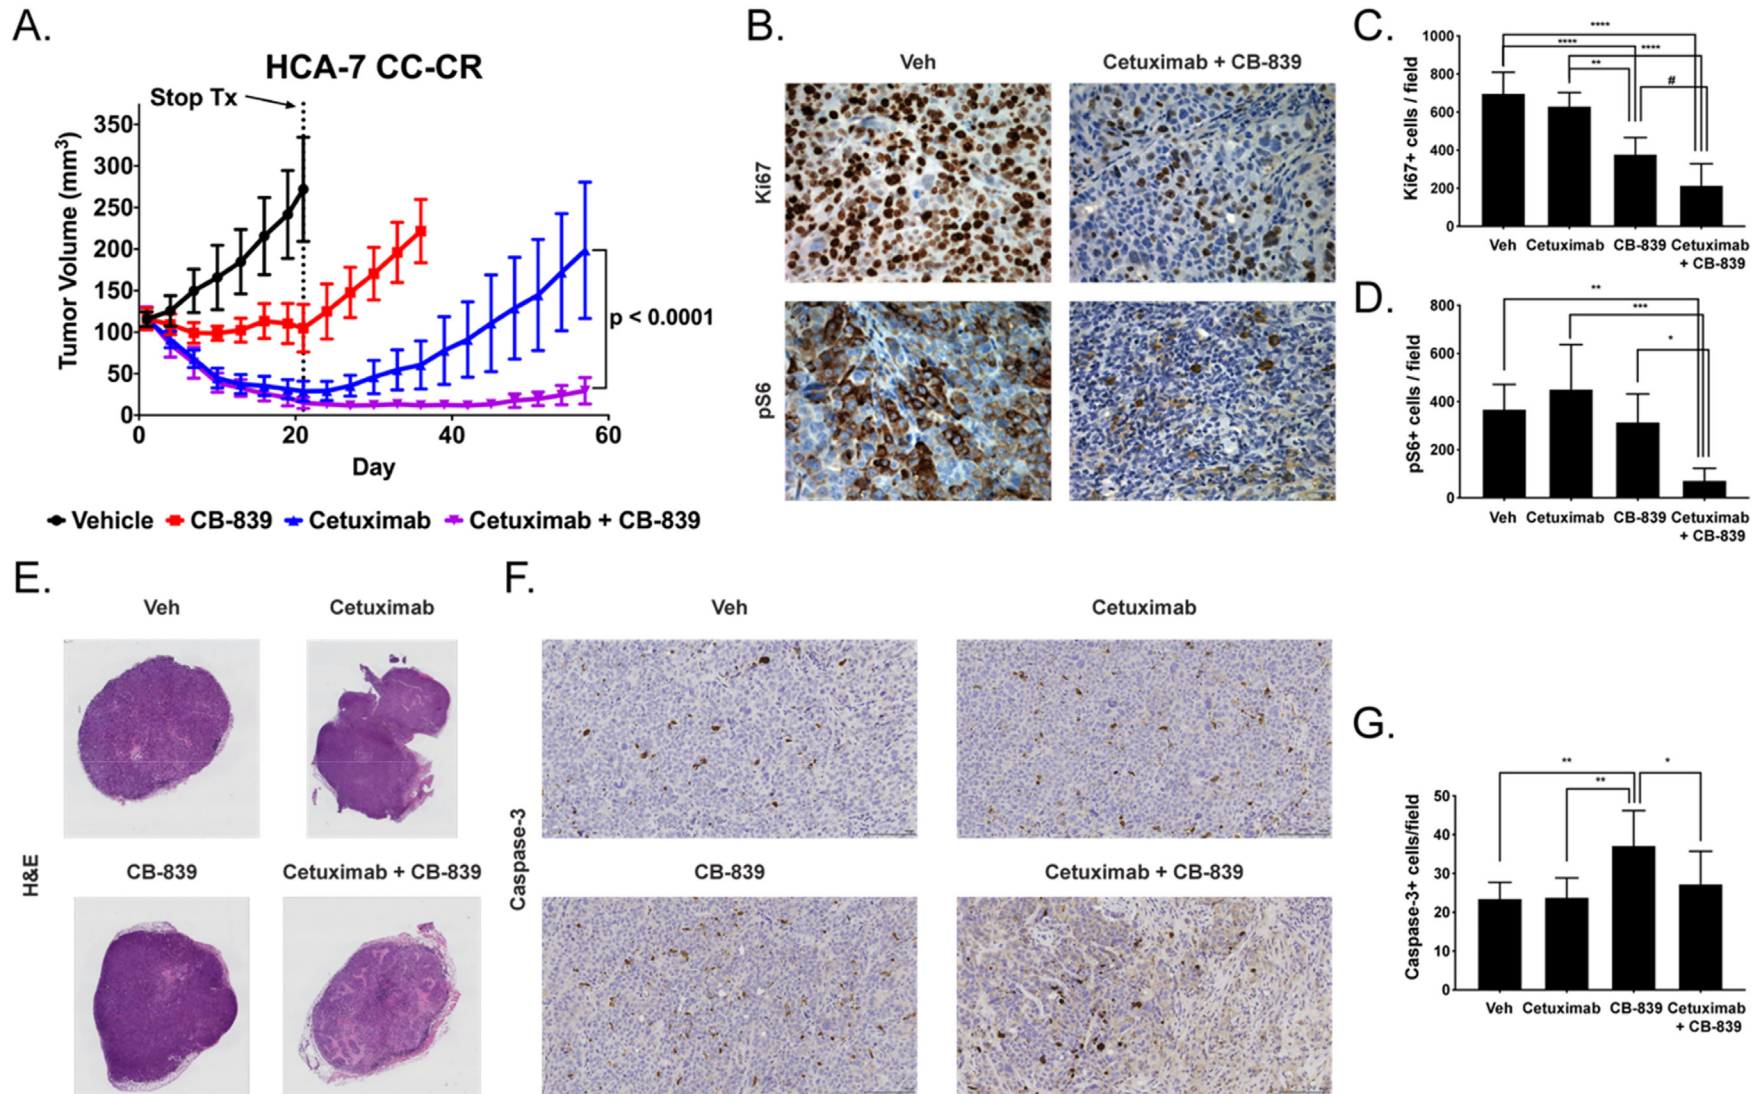 A.
HCA-7 CC-CR
Stop Tx
350
300
250
200
150
100
50
0
Tumor Volume (mm³)
0 20 40 60
Day
p < 0.0001
Vehicle CB-839 Cetuximab Cetuximab + CB-839
B.
Veh Cetuximab + CB-839
Ki67
pS6
C.
1000
800
600
400
200
0
Ki67+ cells / field
**** 
**** ****
**
#
Veh Cetuximab CB-839 Cetuximab
+ CB-839
D.
800
600
400
200
0
pS6+ cells / field
**
***
*
Veh Cetuximab CB-839 Cetuximab
+ CB-839
E.
Veh Cetuximab
H&E
CB-839 Cetuximab + CB-839
F.
Veh Cetuximab
Caspase-3
CB-839 Cetuximab + CB-839
G.
50
40
30
20
10
0
Caspase-3+ cells/field
** *
**
Veh Cetuximab CB-839 Cetuximab
+ CB-839